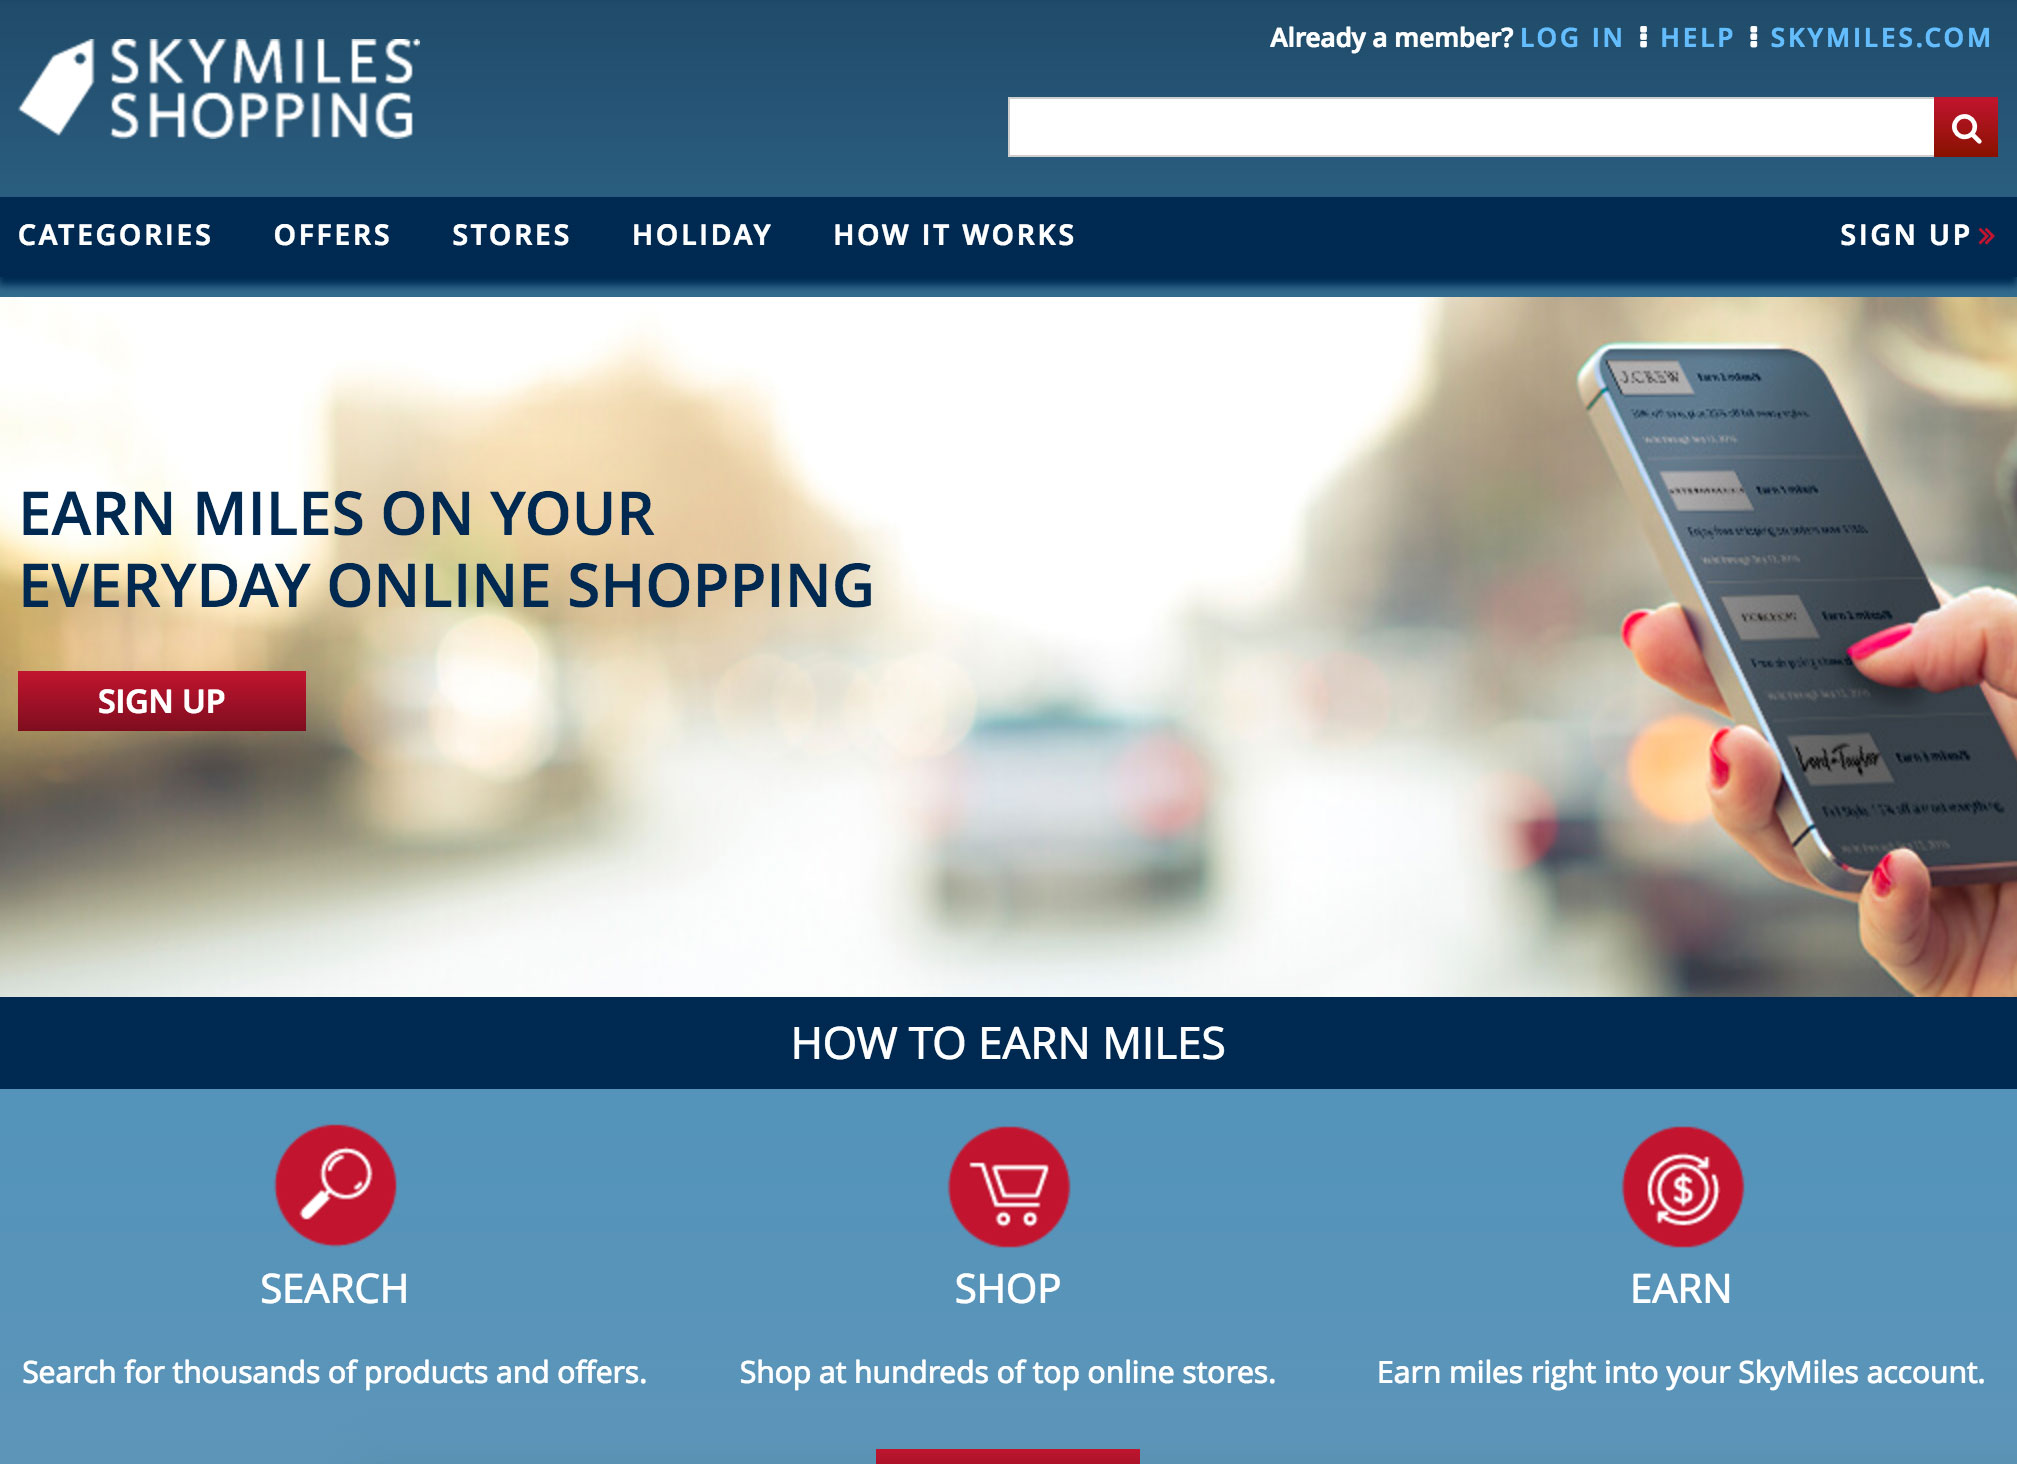 SKYMILES
SHOPPING
Already a member? LOG IN HELP SKYMILES.COM
CATEGORIES OFFERS STORES HOLIDAY HOW IT WORKS SIGN UP »
J.CREW Earn 2 miles/$
EARN MILES ON YOUR
EVERYDAY ONLINE SHOPPING
SIGN UP
Lord & Taylor
HOW TO EARN MILES
SEARCH SHOP EARN
Search for thousands of products and offers. Shop at hundreds of top online stores. Earn miles right into your SkyMiles account.